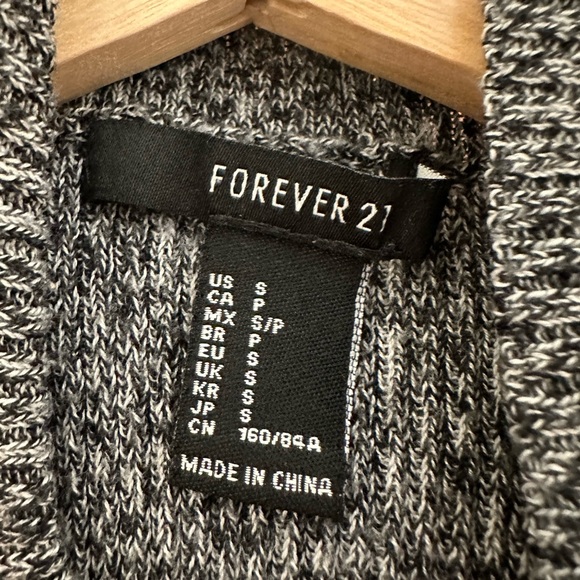 FOREVER 21
US S
CA P
MX S/P
BR P
EU S
UK S
KR S
JP S
CN 160/84A
MADE IN CHINA